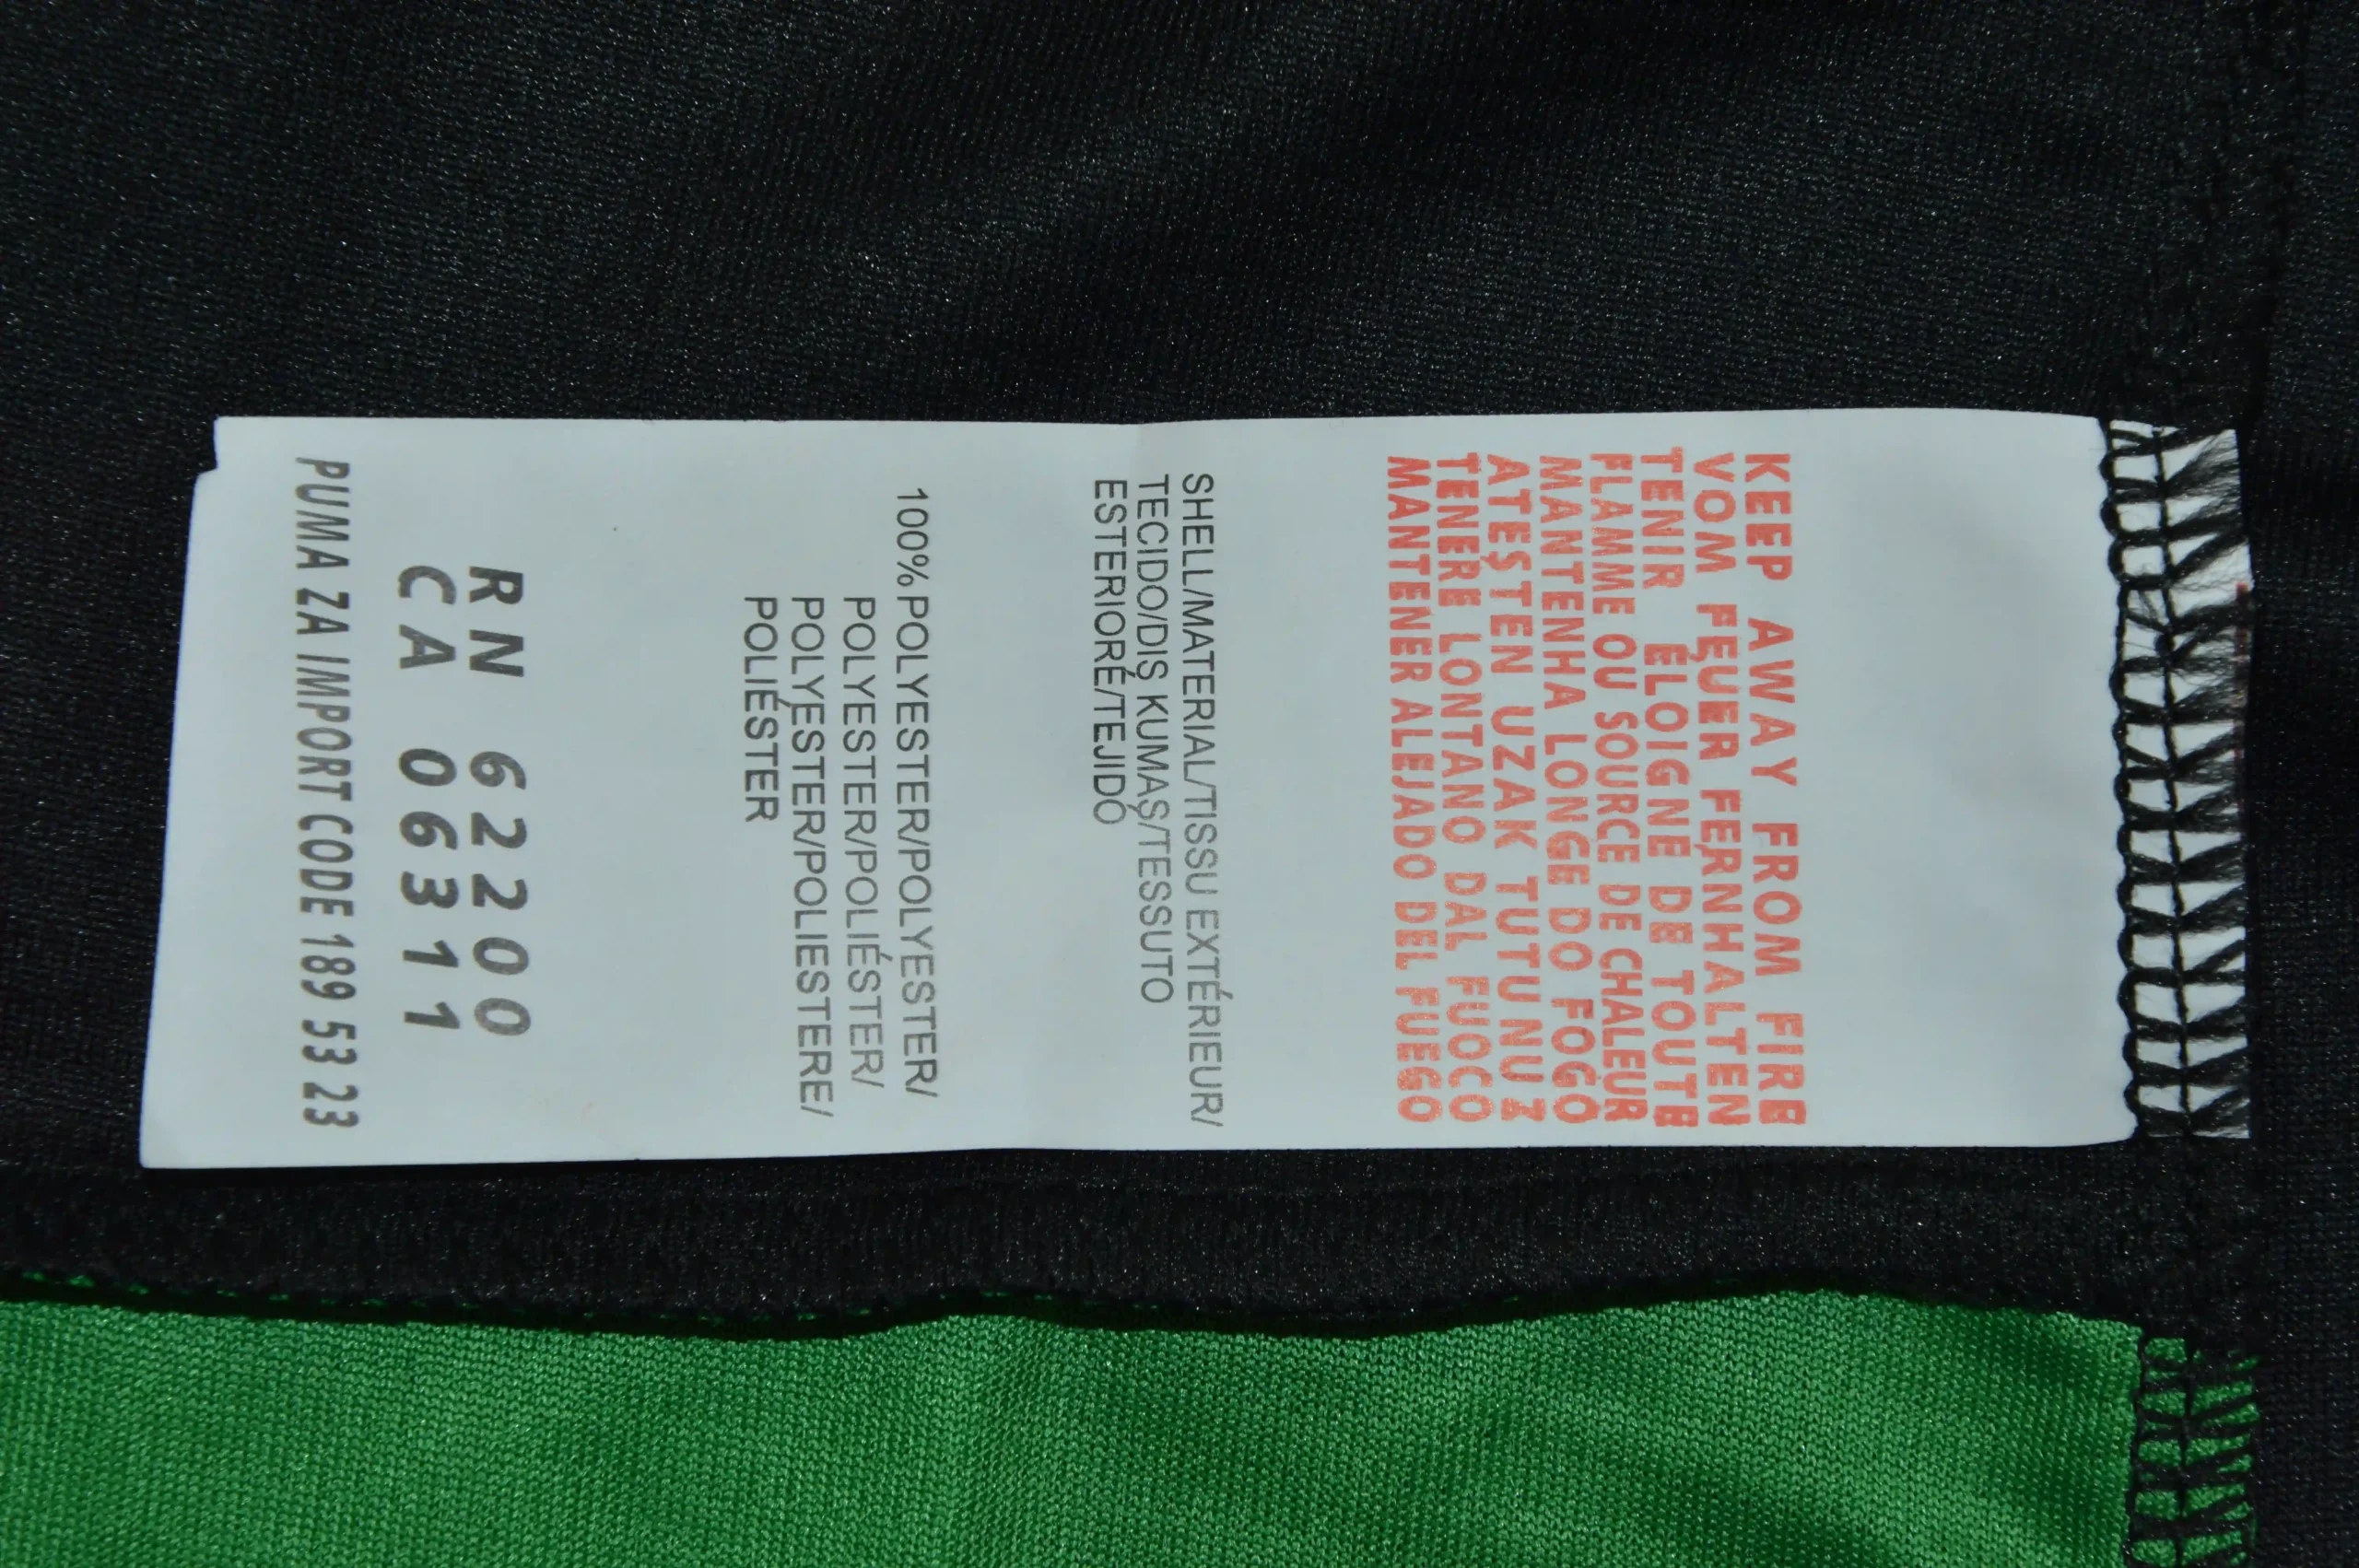 KEEP AWAY FROM FIRE
VOM FEUER FERNHALTEN
TENIR ÉLOIGNE DE TOUTE
FLAMME OU SOURCE DE CHALEUR
MANTENHA LONGE DO FOGO
ATEŞTEN UZAK TUTUNUZ
TENERE LONTANO DAL FUOCO
MANTENER ALEJADO DEL FUEGO
SHELL/MATERIAL/TISSU EXTÉRIEUR/
TECIDO/DIŞ KUMAŞ/TESSUTO
ESTERIORE/TEJIDO
100%POLYESTER/POLYESTER/
POLYESTER/POLIÉSTER/
POLYESTER/POLIESTERE/
POLIÉSTER
RN 62200
CA 06311
PUMA ZA IMPORT CODE 189 53 23